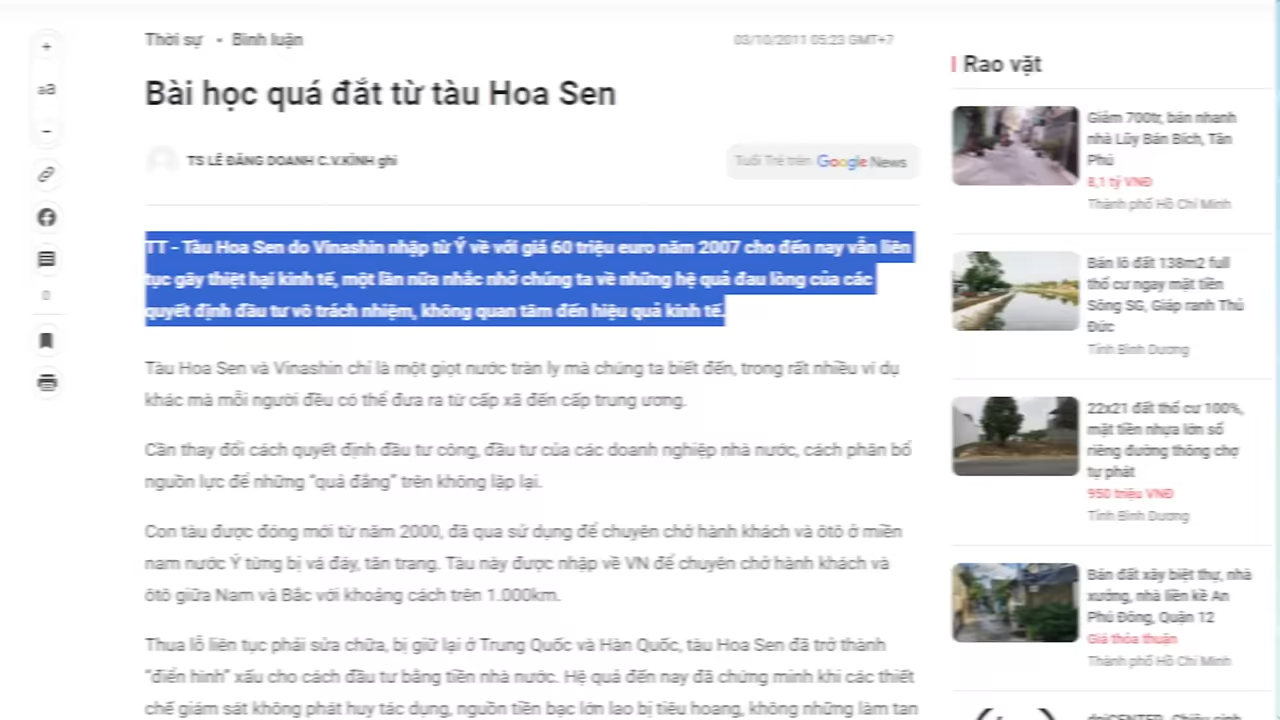 Thời sự • Bình luận
03/10/2011 05:23 GMT+7
Bài học quá đắt từ tàu Hoa Sen
TS LÊ ĐĂNG DOANH C.V.KÌNH ghi
Tuổi Trẻ trên Google News
+
aa
−
0
TT - Tàu Hoa Sen do Vinashin nhập từ Ý về với giá 60 triệu euro năm 2007 cho đến nay vẫn liên
tục gây thiệt hại kinh tế, một lần nữa nhắc nhở chúng ta về những hệ quả đau lòng của các
quyết định đầu tư vô trách nhiệm, không quan tâm đến hiệu quả kinh tế.
Tàu Hoa Sen và Vinashin chỉ là một giọt nước tràn ly mà chúng ta biết đến, trong rất nhiều ví dụ
khác mà mỗi người đều có thể đưa ra từ cấp xã đến cấp trung ương.
Cần thay đổi cách quyết định đầu tư công, đầu tư của các doanh nghiệp nhà nước, cách phân bổ
nguồn lực để những "quả đắng" trên không lặp lại.
Con tàu được đóng mới từ năm 2000, đã qua sử dụng để chuyên chở hành khách và ôtô ở miền
nam nước Ý từng bị vá đáy, tân trang. Tàu này được nhập về VN để chuyên chở hành khách và
ôtô giữa Nam và Bắc với khoảng cách trên 1.000km.
Thua lỗ liên tục phải sửa chữa, bị giữ lại ở Trung Quốc và Hàn Quốc, tàu Hoa Sen đã trở thành
"điển hình" xấu cho cách đầu tư bằng tiền nhà nước. Hệ quả đến nay đã chứng minh khi các thiết
chế giám sát không phát huy tác dụng, nguồn tiền bạc lớn lao bị tiêu hoang, không những làm tan
Rao vặt
Giảm 700tr, bán nhanh
nhà Lũy Bán Bích, Tân
Phú
8,1 tỷ VNĐ
Thành phố Hồ Chí Minh
Bán lô đất 138m2 full
thổ cư ngay mặt tiền
Sông SG, Giáp ranh Thủ
Đức
Tỉnh Bình Dương
22x21 đất thổ cư 100%,
mặt tiền nhựa lớn sổ
riêng đường thông chợ
tự phát
950 triệu VNĐ
Tỉnh Bình Dương
Bán đất xây biệt thự, nhà
xưởng, nhà liền kề An
Phú Đông, Quận 12
Giá thỏa thuận
Thành phố Hồ Chí Minh